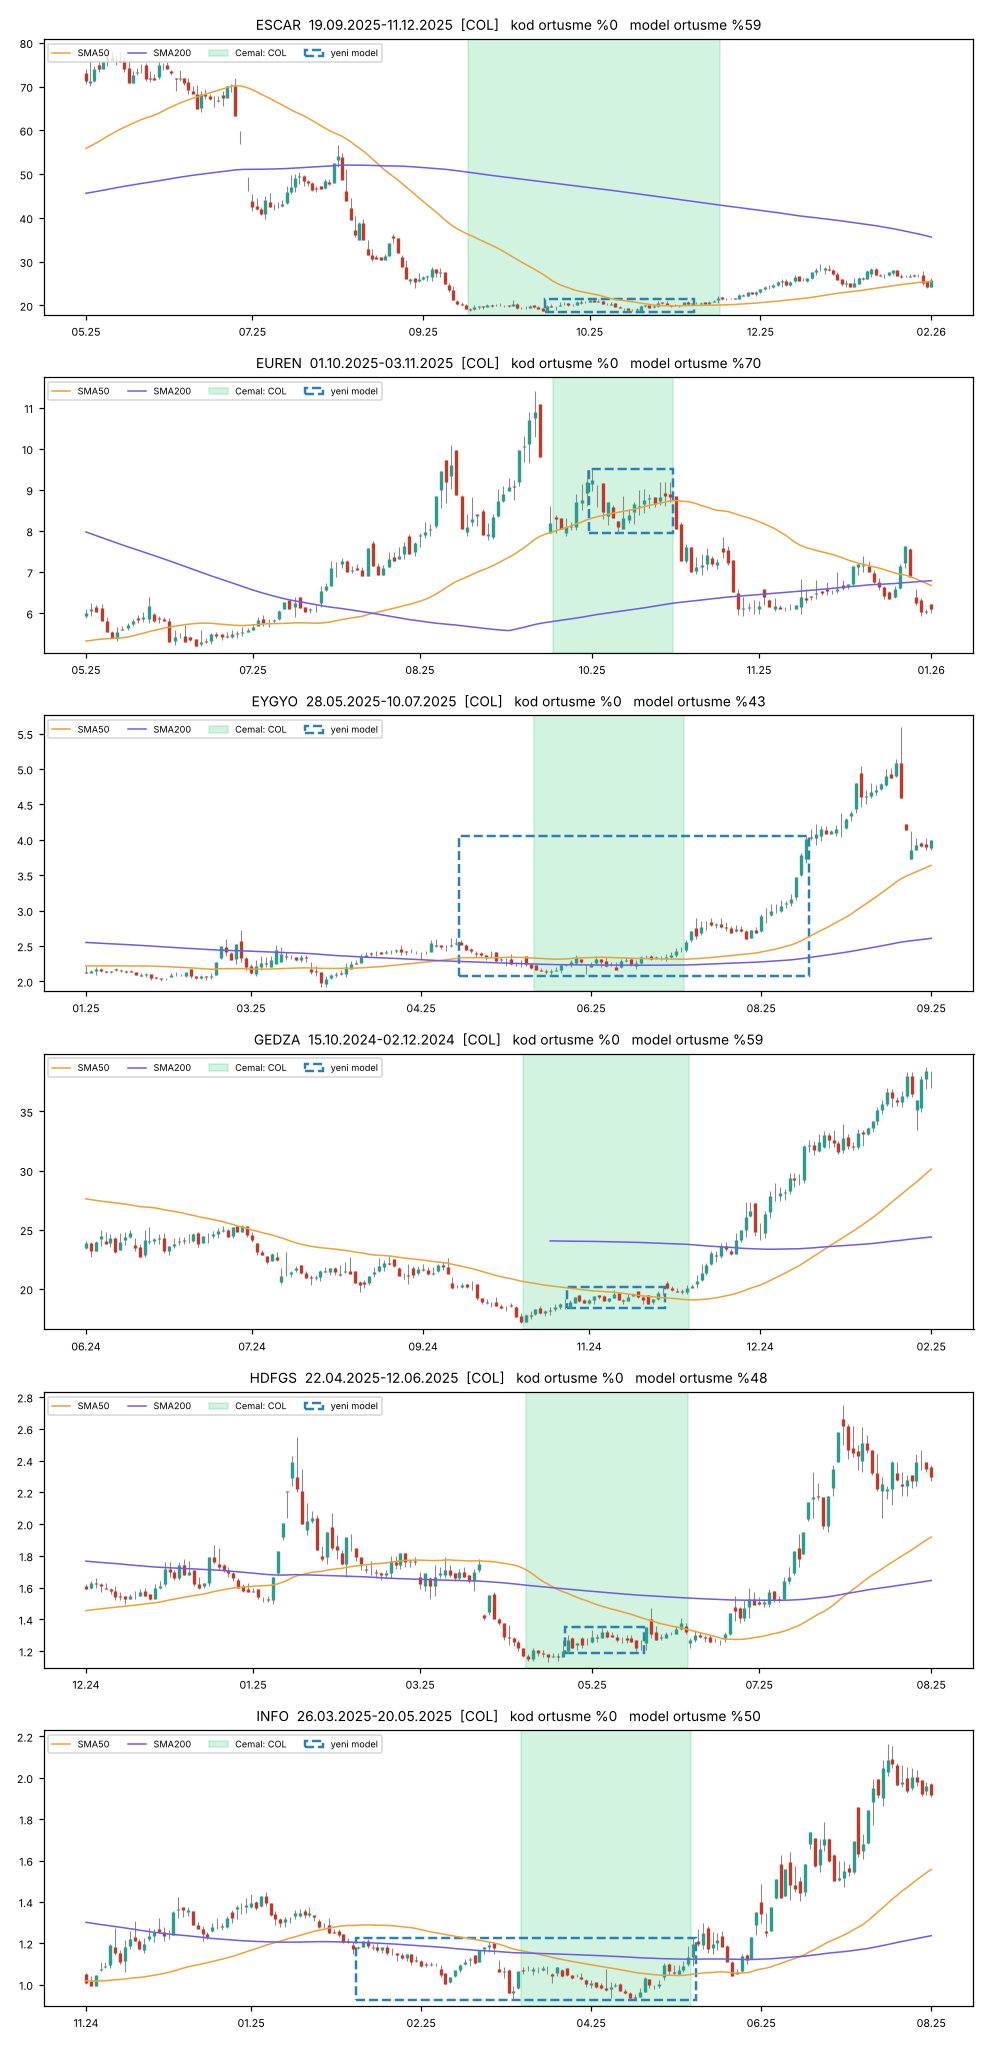 ESCAR  19.09.2025-11.12.2025  [COL]   kod ortusme %0   model ortusme %59
SMA50 SMA200 Cemal: COL yeni model
80
70
60
50
40
30
20
05.25 07.25 09.25 10.25 12.25 02.26
EUREN  01.10.2025-03.11.2025  [COL]   kod ortusme %0   model ortusme %70
SMA50 SMA200 Cemal: COL yeni model
11
10
9
8
7
6
05.25 07.25 08.25 10.25 11.25 01.26
EYGYO  28.05.2025-10.07.2025  [COL]   kod ortusme %0   model ortusme %43
SMA50 SMA200 Cemal: COL yeni model
5.5
5.0
4.5
4.0
3.5
3.0
2.5
2.0
01.25 03.25 04.25 06.25 08.25 09.25
GEDZA  15.10.2024-02.12.2024  [COL]   kod ortusme %0   model ortusme %59
SMA50 SMA200 Cemal: COL yeni model
35
30
25
20
06.24 07.24 09.24 11.24 12.24 02.25
HDFGS  22.04.2025-12.06.2025  [COL]   kod ortusme %0   model ortusme %48
SMA50 SMA200 Cemal: COL yeni model
2.8
2.6
2.4
2.2
2.0
1.8
1.6
1.4
1.2
12.24 01.25 03.25 05.25 07.25 08.25
INFO  26.03.2025-20.05.2025  [COL]   kod ortusme %0   model ortusme %50
SMA50 SMA200 Cemal: COL yeni model
2.2
2.0
1.8
1.6
1.4
1.2
1.0
11.24 01.25 02.25 04.25 06.25 08.25